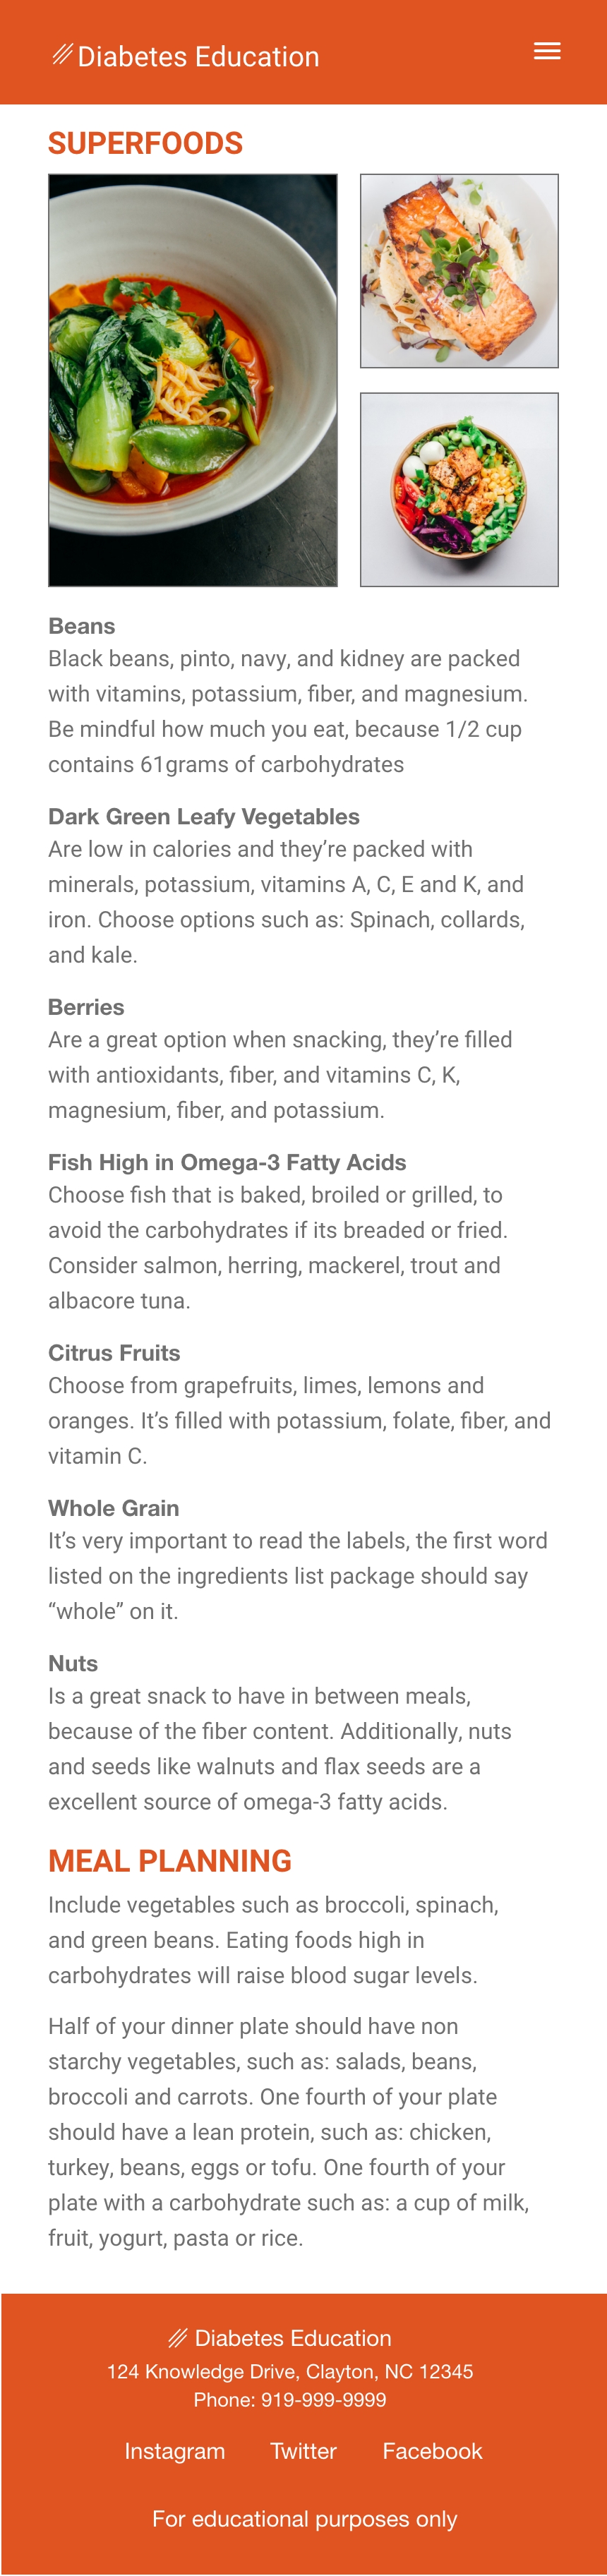 Diabetes Education
SUPERFOODS
Beans
Black beans, pinto, navy, and kidney are packed
with vitamins, potassium, fiber, and magnesium.
Be mindful how much you eat, because 1/2 cup
contains 61grams of carbohydrates
Dark Green Leafy Vegetables
Are low in calories and they’re packed with
minerals, potassium, vitamins A, C, E and K, and
iron. Choose options such as: Spinach, collards,
and kale.
Berries
Are a great option when snacking, they’re filled
with antioxidants, fiber, and vitamins C, K,
magnesium, fiber, and potassium.
Fish High in Omega-3 Fatty Acids
Choose fish that is baked, broiled or grilled, to
avoid the carbohydrates if its breaded or fried.
Consider salmon, herring, mackerel, trout and
albacore tuna.
Citrus Fruits
Choose from grapefruits, limes, lemons and
oranges. It’s filled with potassium, folate, fiber, and
vitamin C.
Whole Grain
It’s very important to read the labels, the first word
listed on the ingredients list package should say
“whole” on it.
Nuts
Is a great snack to have in between meals,
because of the fiber content. Additionally, nuts
and seeds like walnuts and flax seeds are a
excellent source of omega-3 fatty acids.
MEAL PLANNING
Include vegetables such as broccoli, spinach,
and green beans. Eating foods high in
carbohydrates will raise blood sugar levels.
Half of your dinner plate should have non
starchy vegetables, such as: salads, beans,
broccoli and carrots. One fourth of your plate
should have a lean protein, such as: chicken,
turkey, beans, eggs or tofu. One fourth of your
plate with a carbohydrate such as: a cup of milk,
fruit, yogurt, pasta or rice.
Diabetes Education
124 Knowledge Drive, Clayton, NC 12345
Phone: 919-999-9999
Instagram Twitter Facebook
For educational purposes only